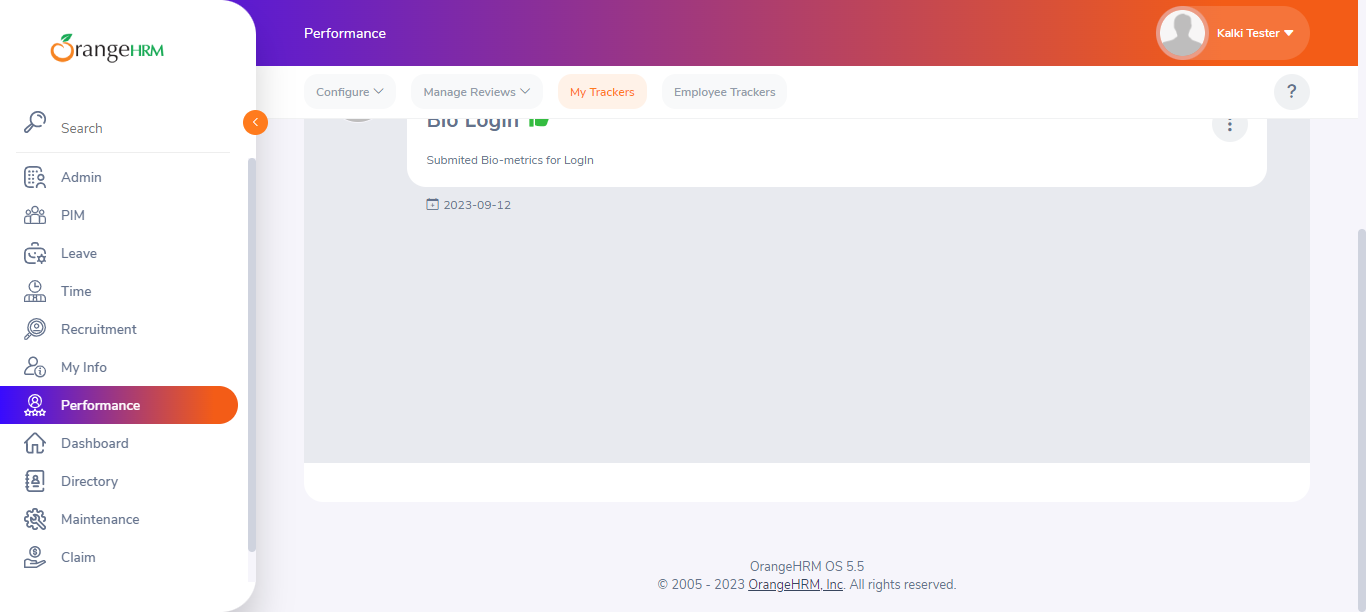 OrangeHRM
Performance
Kalki Tester
Configure
Manage Reviews
My Trackers
Employee Trackers
?
Search
Admin
PIM
Leave
Time
Recruitment
My Info
Performance
Dashboard
Directory
Maintenance
Claim
Bio Login
Submited Bio-metrics for LogIn
2023-09-12
OrangeHRM OS 5.5
© 2005 - 2023 OrangeHRM, Inc. All rights reserved.